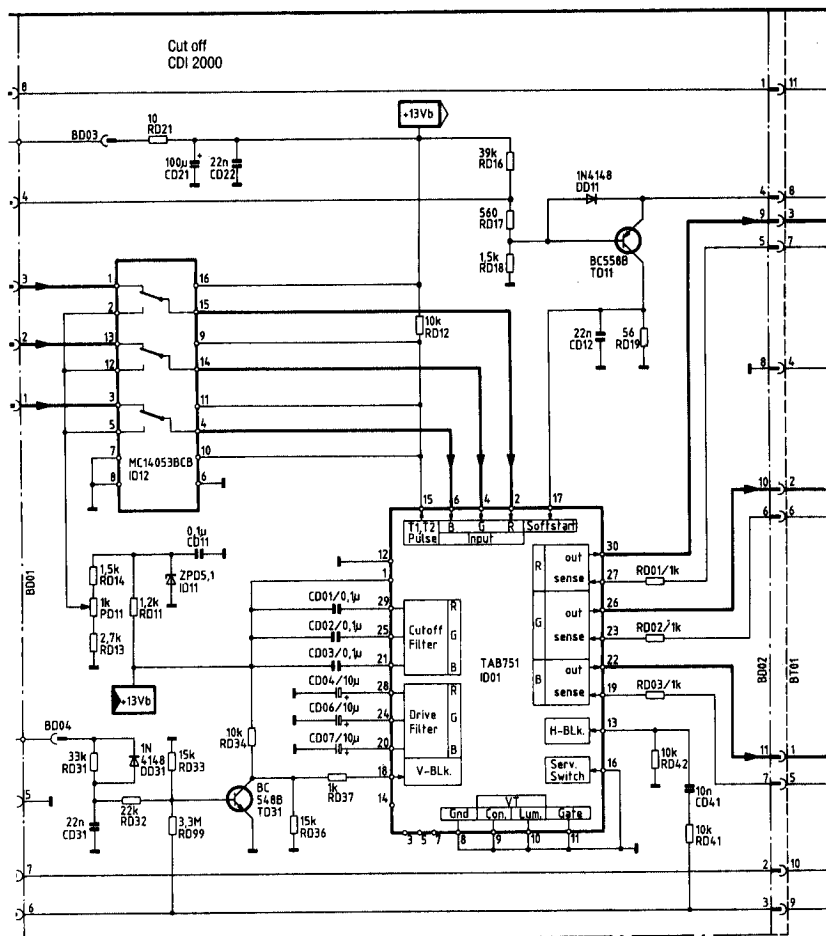 Cut off
CDI 2000
8
1
11
+13Vb
BD03
10
RD21
100µ
CD21
+
22n
CD22
39k
RD16
4
560
RD17
1N4148
DD11
4
8
9
3
5
7
1,5k
RD18
BC558B
TD11
3
1
16
2
15
2
13
9
12
14
1
3
11
5
4
7
10
8
6
MC14053BCB
ID12
10k
RD12
22n
CD12
56
RD19
8
4
15
6
4
2
17
T1,T2
Pulse
B
G
R
Input
Softstart
10
2
6
6
0,1µ
CD11
ZPD5,1
ID11
1,5k
RD14
1k
PD11
2,7k
RD13
1,2k
RD11
+13Vb
BD01
12
1
CD01/0,1µ
29
CD02/0,1µ
25
CD03/0,1µ
21
CD04/10µ
28
CD06/10µ
24
CD07/10µ
20
+
+
+
Cutoff
Filter
R
G
B
Drive
Filter
R
G
B
V-BLk.
TAB751
ID01
R
out
sense
G
out
sense
B
out
sense
30
27
RD01/1k
26
23
RD02/1k
22
19
RD03/1k
BD02
BT01
H-BLk.
13
Serv.
Switch
16
10k
RD42
10n
CD41
10k
RD41
11
1
7
5
BD04
33k
RD31
1N
4148
DD31
15k
RD33
10k
RD34
5
22n
CD31
22k
RD32
3,3M
RD99
BC
548B
TD31
15k
RD36
1k
RD37
18
14
VT
Gnd
Con.
Lum.
Gate
3
5
7
8
9
10
11
7
2
10
6
3
9